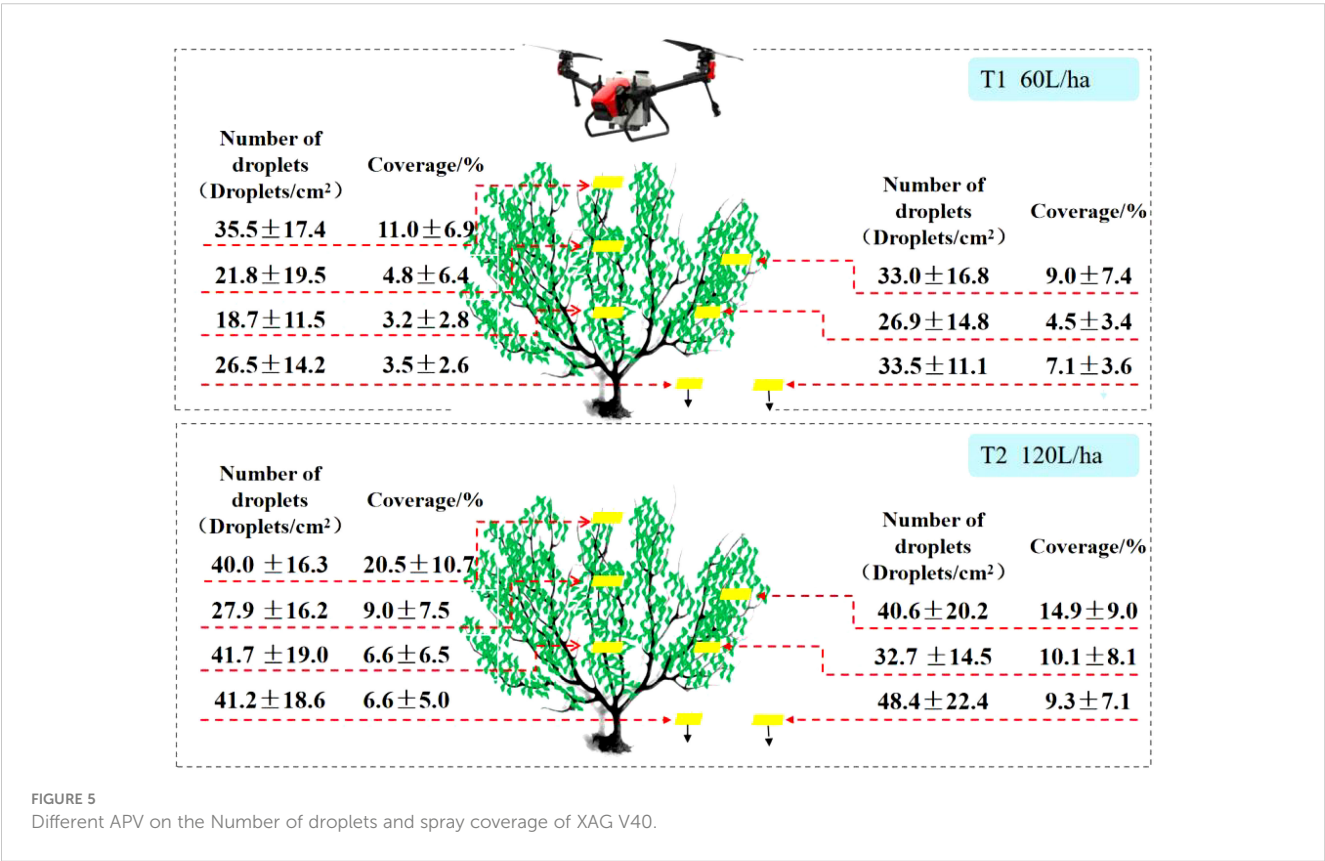 T1 60L/ha
Number of
droplets
（Droplets/cm²）
Coverage/%
35.5±17.4 11.0±6.9
21.8±19.5 4.8±6.4
18.7±11.5 3.2±2.8
26.5±14.2 3.5±2.6
Number of
droplets
（Droplets/cm²）
Coverage/%
33.0±16.8 9.0±7.4
26.9±14.8 4.5±3.4
33.5±11.1 7.1±3.6
T2 120L/ha
Number of
droplets
（Droplets/cm²）
Coverage/%
40.0 ±16.3 20.5±10.7
27.9 ±16.2 9.0±7.5
41.7 ±19.0 6.6±6.5
41.2±18.6 6.6±5.0
Number of
droplets
（Droplets/cm²）
Coverage/%
40.6±20.2 14.9±9.0
32.7 ±14.5 10.1±8.1
48.4±22.4 9.3±7.1
FIGURE 5
Different APV on the Number of droplets and spray coverage of XAG V40.